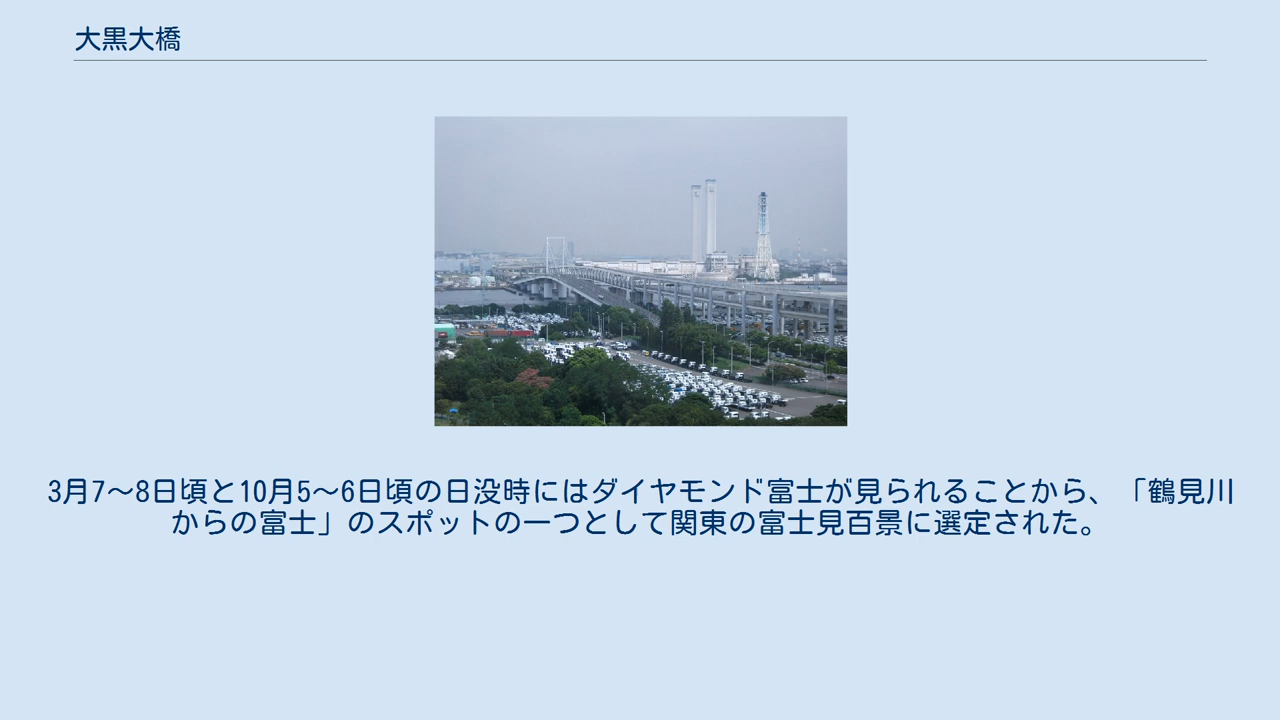 大黒大橋
3月7～8日頃と10月5～6日頃の日没時にはダイヤモンド富士が見られることから、「鶴見川
からの富士」のスポットの一つとして関東の富士見百景に選定された。